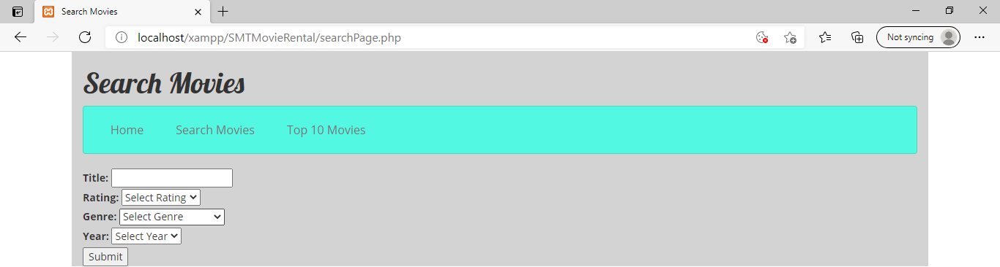 Search Movies
localhost/xampp/SMTMovieRental/searchPage.php
Not syncing
Search Movies
Home Search Movies Top 10 Movies
Title:
Rating: Select Rating
Genre: Select Genre
Year: Select Year
Submit